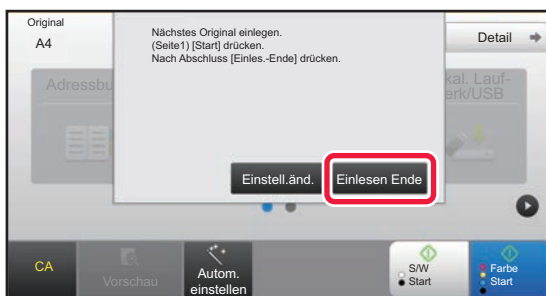 Original
A4
Nächstes Original einlegen.
(Seite1) [Start] drücken.
Nach Abschluss [Einles.-Ende] drücken.
Detail
Adressbu
kal. Lauf-
erk/USB
Einstell.änd.
Einlesen Ende
CA
Vorschau
Autom.
einstellen
S/W
Start
Farbe
Start